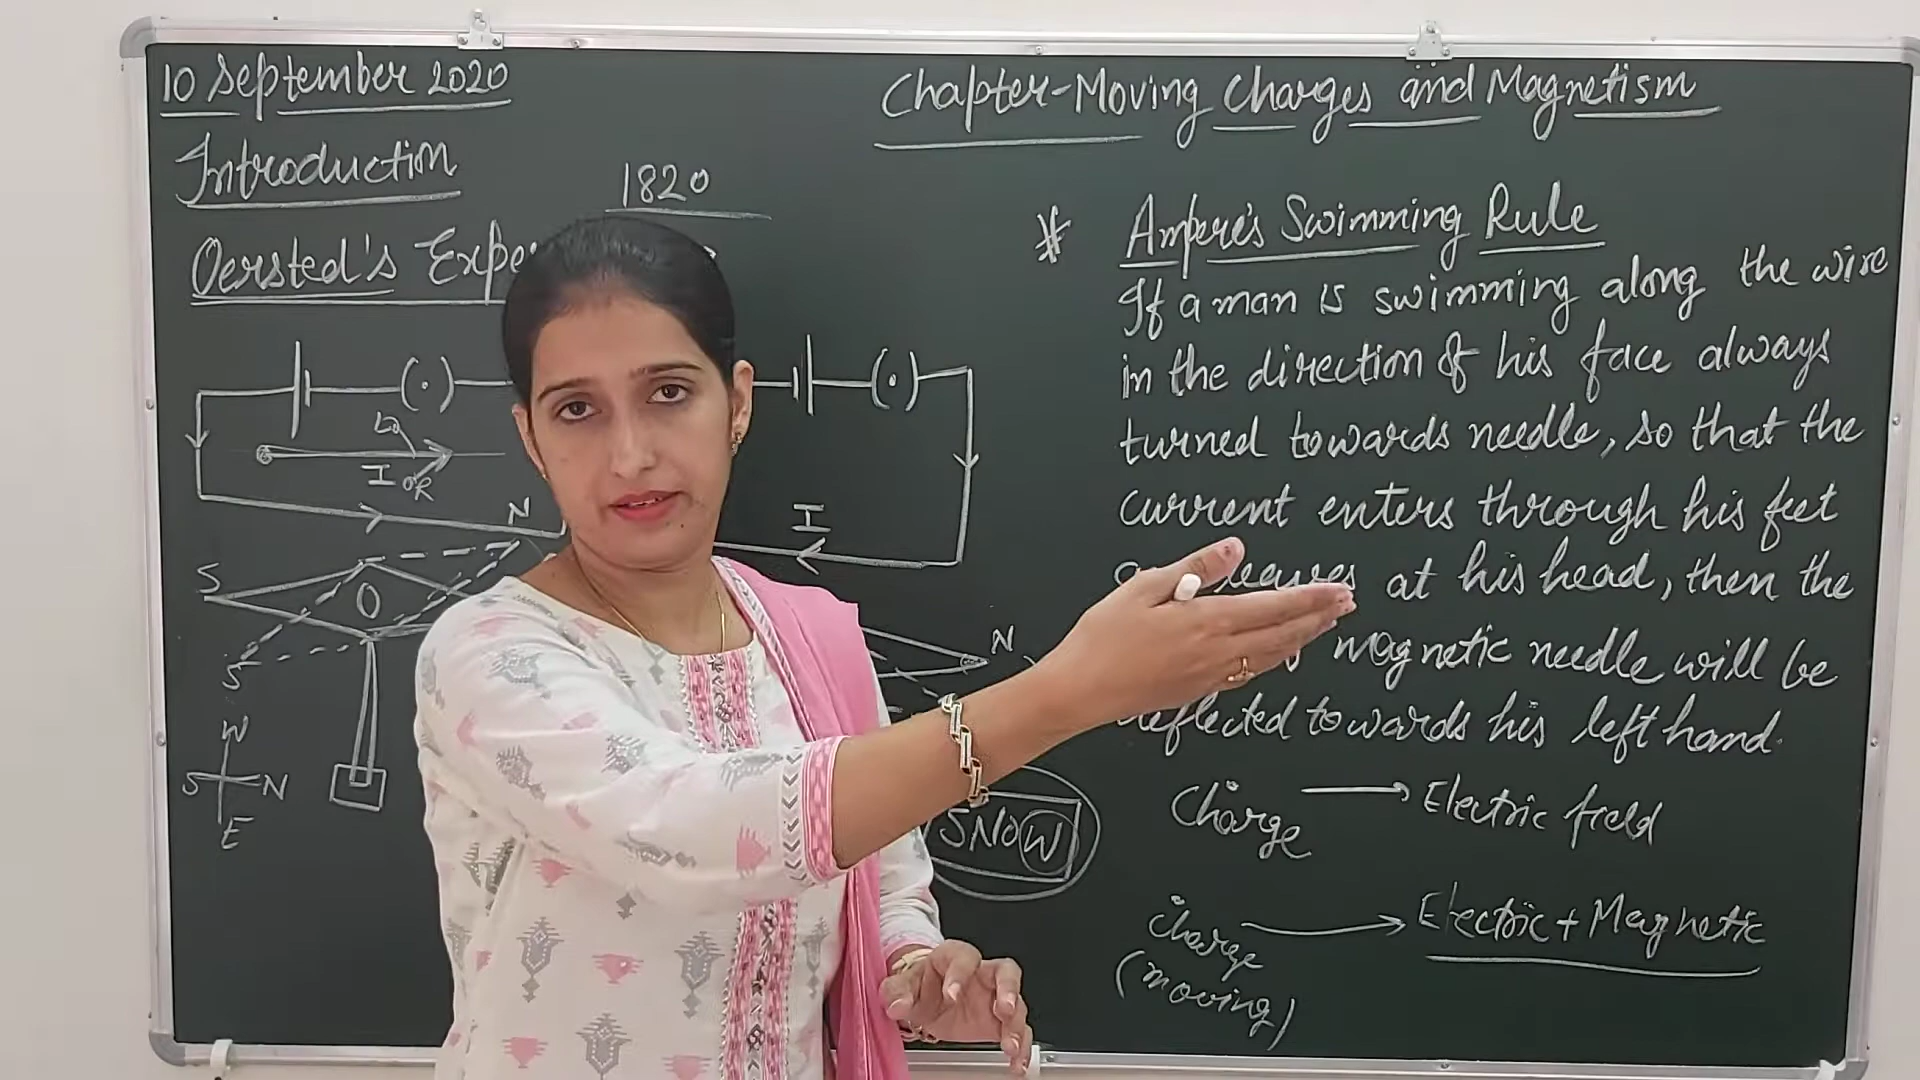 10 September 2020
Chapter-Moving Charges and Magnetism
Introduction
1820
Oersted's
* Ampere's Swimming Rule
If a man is swimming along the wire
in the direction of his face always
turned towards needle, so that the
current enters through his feet
leaves at his head, then the
magnetic needle will be
deflected towards his left hand.
I OR
N
I
S
O
N
S
W
S N
E
SNOW
Charge → Electric field
Charge → Electric + Magnetic
(moving)